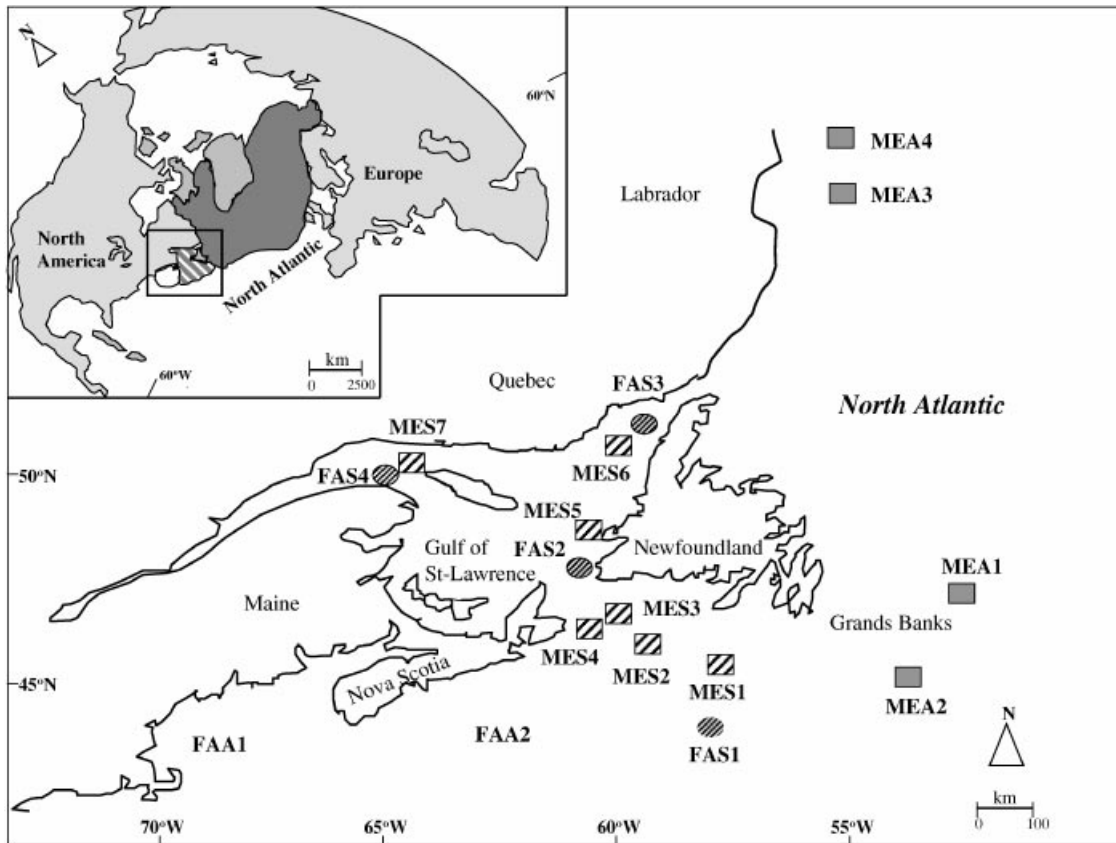 N
60°N
Europe
North
America
North Atlantic
km
0 2500
60°W
MEA4
MEA3
Labrador
Quebec
FAS3
North Atlantic
MES7
50°N
FAS4
MES6
MES5
FAS2
Gulf of
St-Lawrence
Newfoundland
MEA1
Maine
MES3
Grands Banks
MES4
MES2
MES1
MEA2
45°N
Nova Scotia
N
FAA1
FAA2
FAS1
km
0 100
70°W
65°W
60°W
55°W